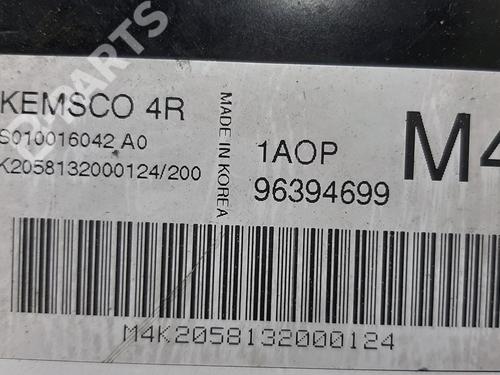 KEMSCO 4R
S010016042 A0
K2058132000124/200
MADE IN KOREA
1AOP
96394699
M4
M4K2058132000124